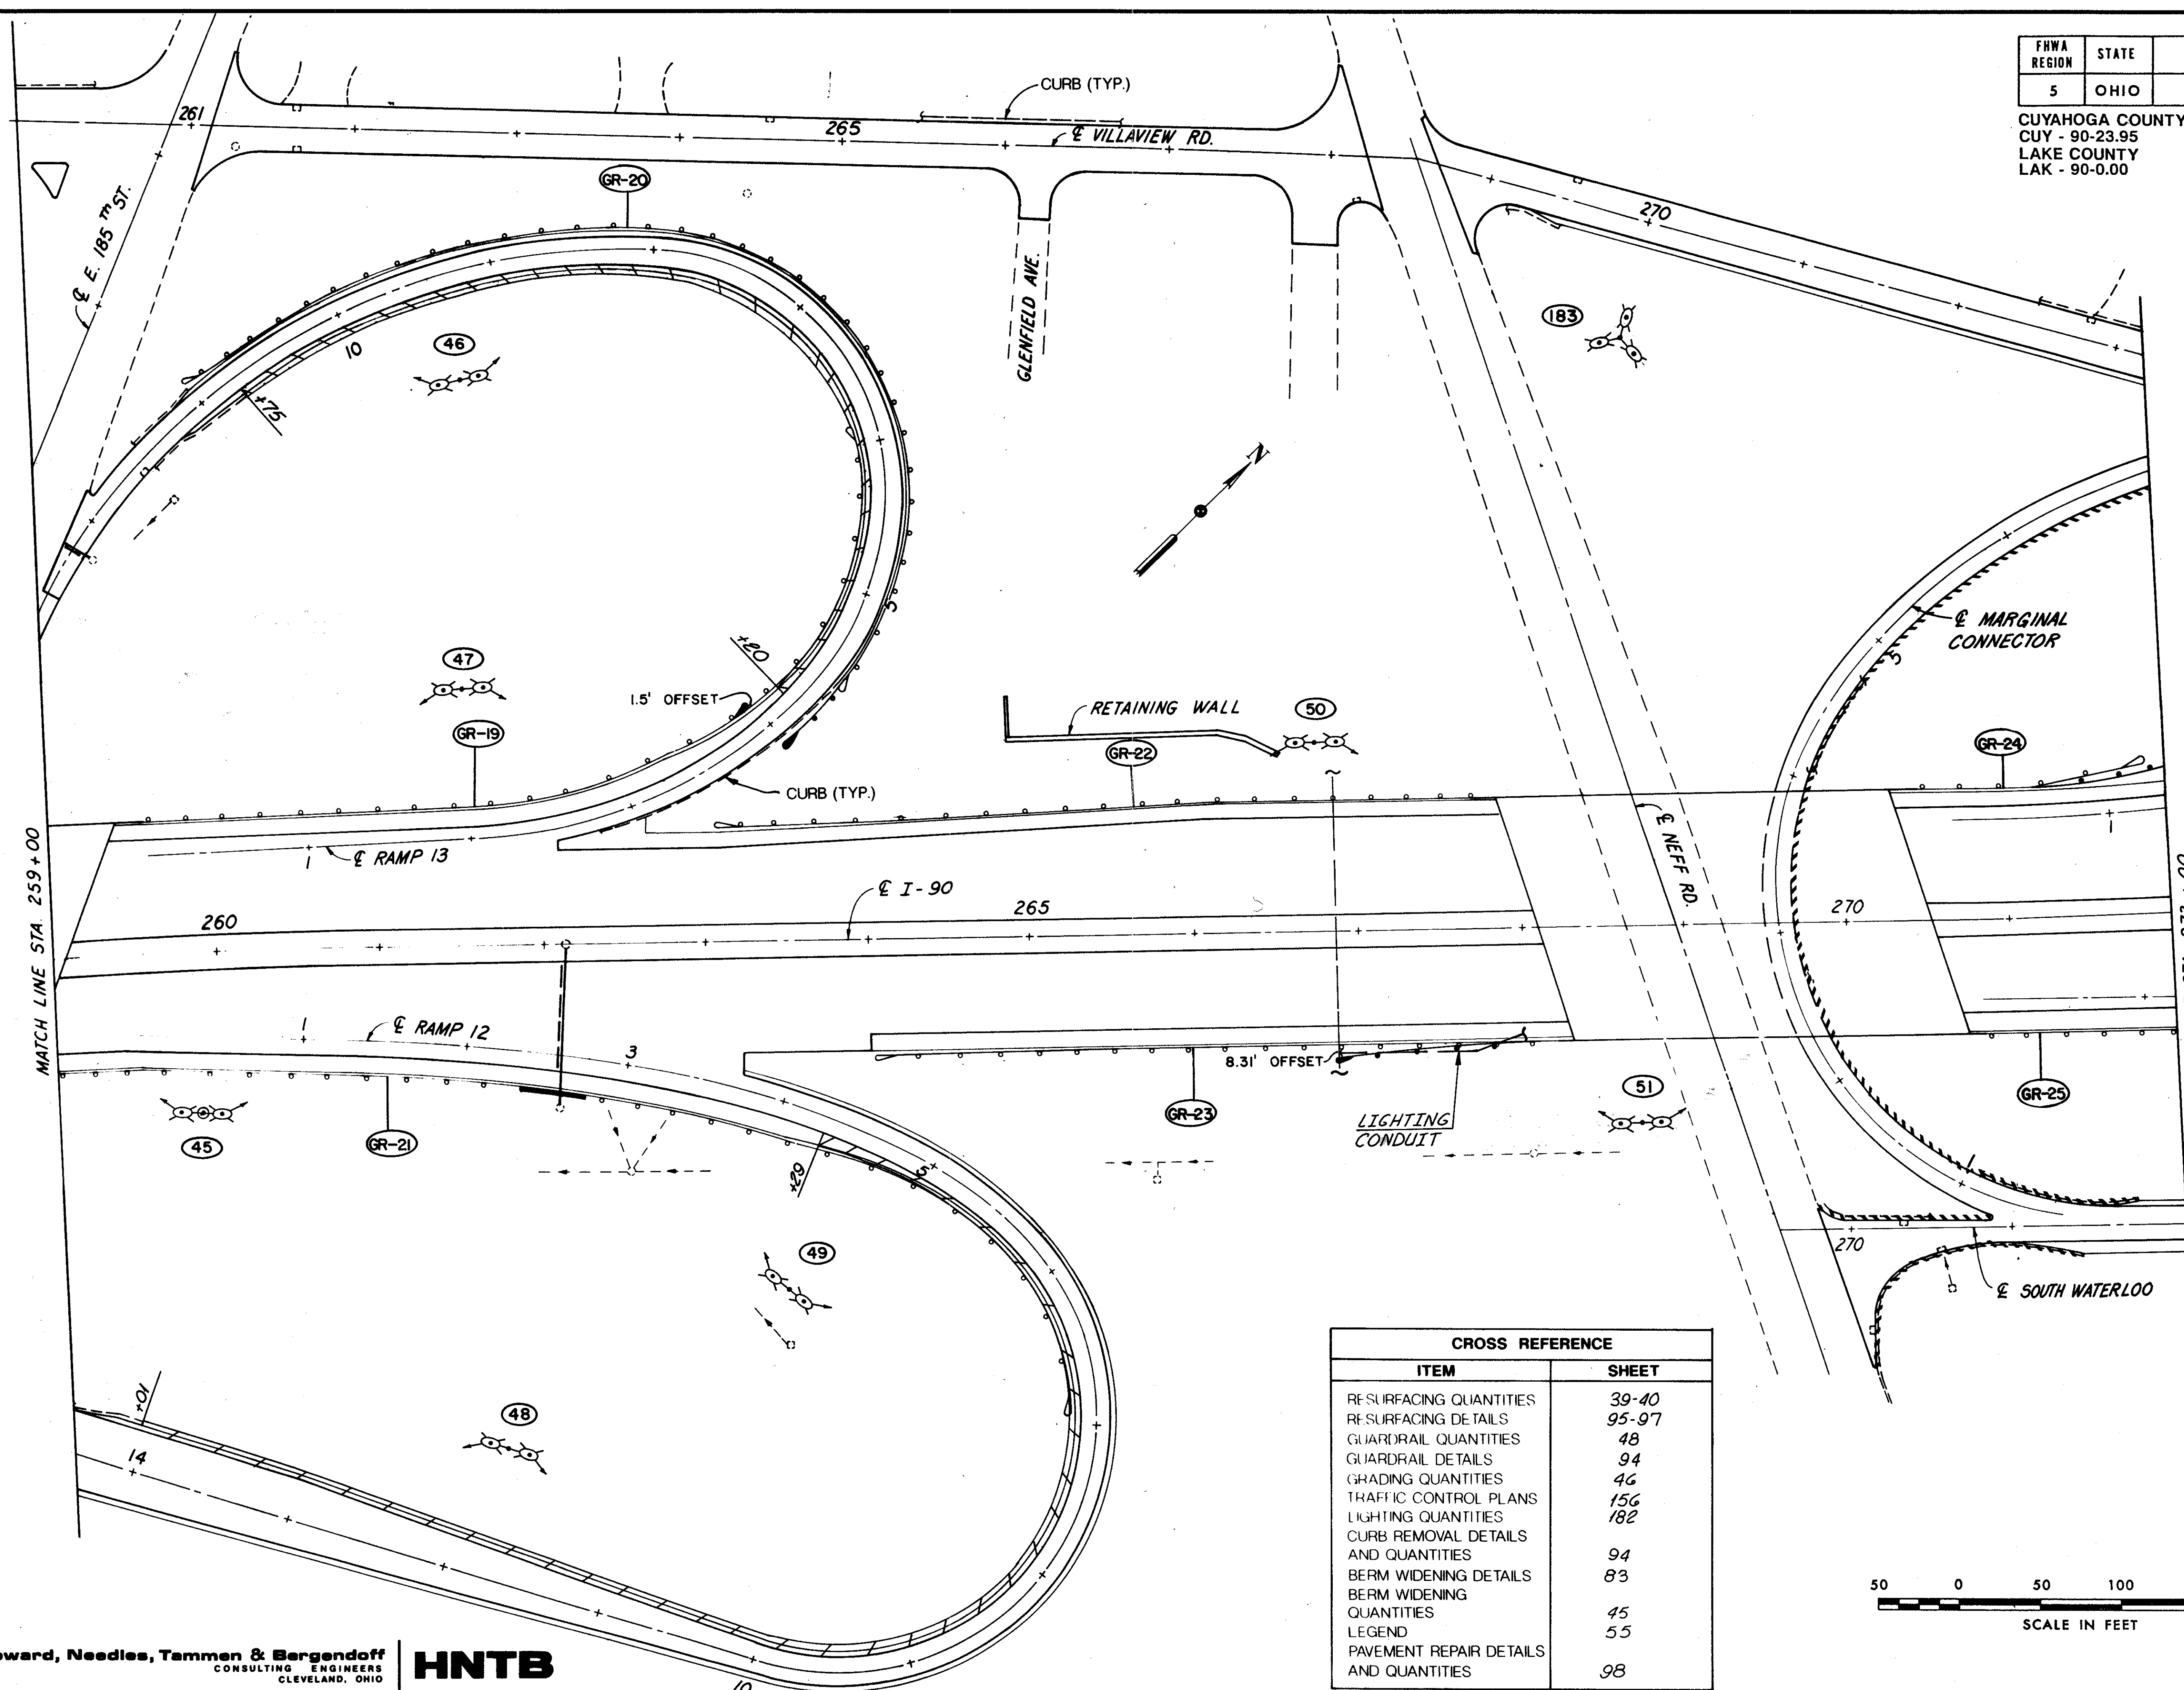 FHWA REGION STATE
5 OHIO
CUYAHOGA COUNTY
CUY - 90-23.95
LAKE COUNTY
LAK - 90-0.00
CURB (TYP.)
261
265
℄ VILLAVIEW RD.
270
℄ E. 185TH ST.
GR-20
GLENFIELD AVE.
183
46
10
+75
N
5
℄ MARGINAL
CONNECTOR
5
47
+20
1.5' OFFSET
GR-19
RETAINING WALL
50
GR-22
GR-24
CURB (TYP.)
1
℄ RAMP 13
1
℄ NEFF RD.
MATCH LINE STA. 259+00
℄ I-90
260
265
270
1
℄ RAMP 12
3
8.31' OFFSET
45
GR-21
GR-23
LIGHTING
CONDUIT
51
GR-25
+29
5
1
49
270
℄ SOUTH WATERLOO
+01
48
14
10
CROSS REFERENCE
ITEM SHEET
RESURFACING QUANTITIES 39-40
RESURFACING DETAILS 95-97
GUARDRAIL QUANTITIES 48
GUARDRAIL DETAILS 94
GRADING QUANTITIES 46
TRAFFIC CONTROL PLANS 156
LIGHTING QUANTITIES 182
CURB REMOVAL DETAILS
AND QUANTITIES 94
BERM WIDENING DETAILS 83
BERM WIDENING
QUANTITIES 45
LEGEND 55
PAVEMENT REPAIR DETAILS
AND QUANTITIES 98
50 0 50 100
SCALE IN FEET
Needles, Tammen & Bergendoff
CONSULTING ENGINEERS
CLEVELAND, OHIO
HNTB